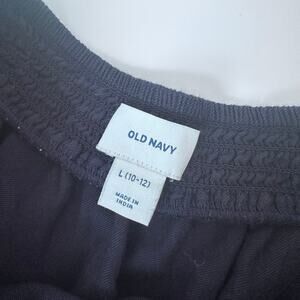 OLD NAVY
L (10-12)
MADE IN
INDIA